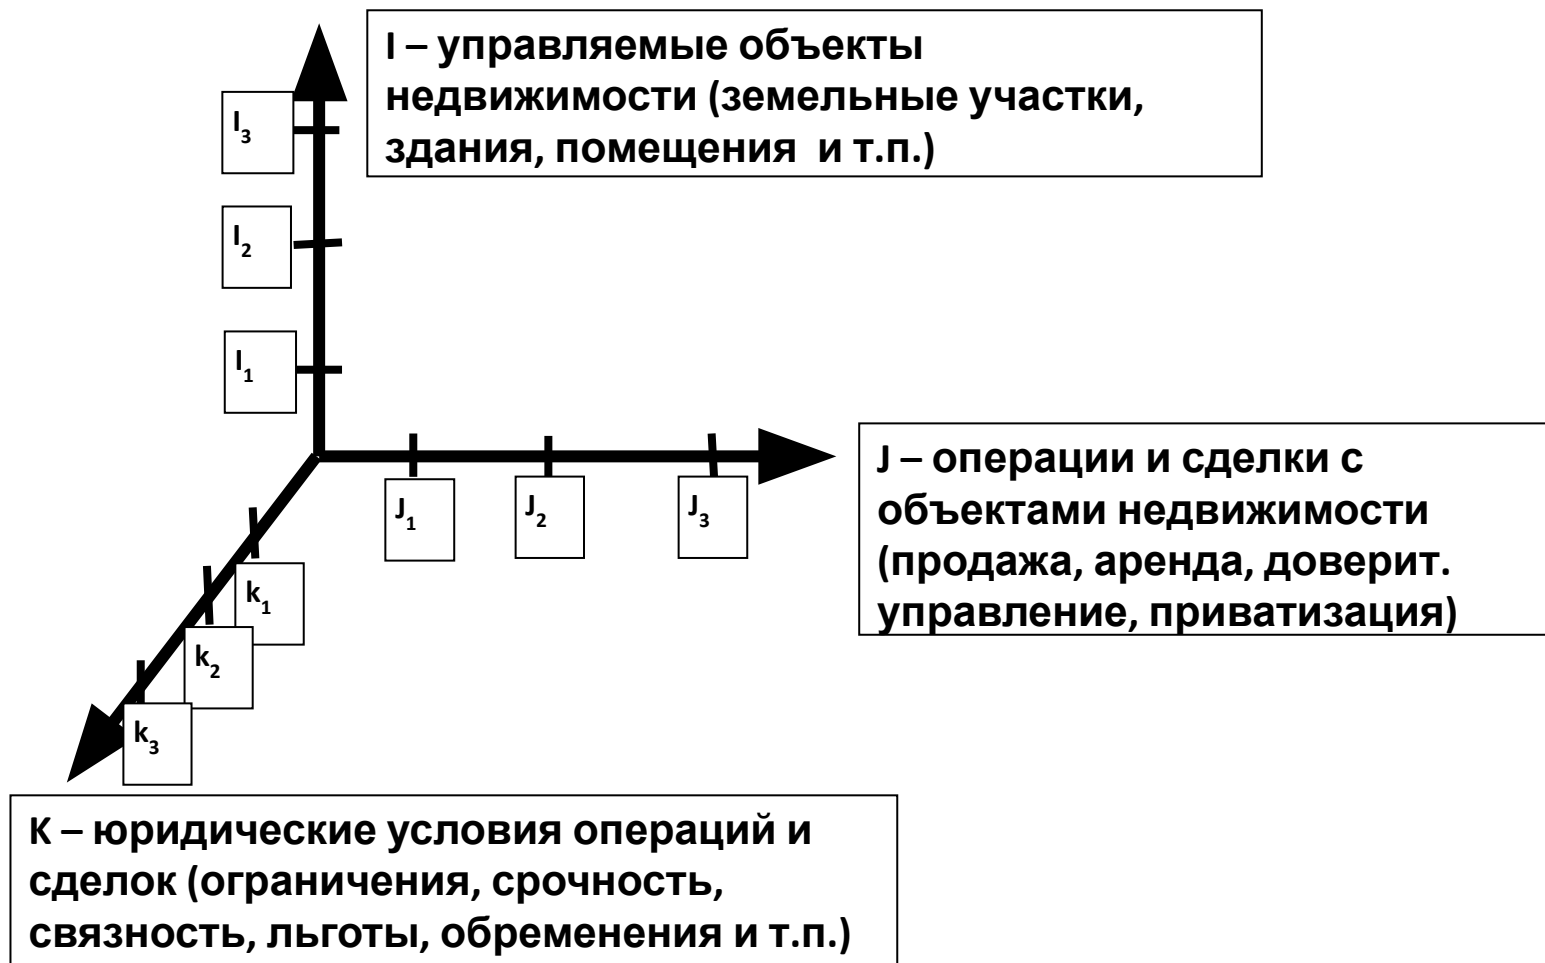 I – управляемые объекты
недвижимости (земельные участки,
здания, помещения и т.п.)
I3
I2
I1
J – операции и сделки с
объектами недвижимости
(продажа, аренда, доверит.
управление, приватизация)
J1
J2
J3
k1
k2
k3
K – юридические условия операций и
сделок (ограничения, срочность,
связность, льготы, обременения и т.п.)